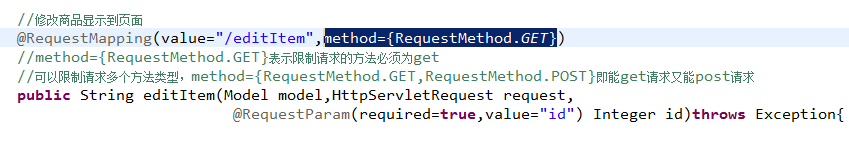 //修改商品显示到页面
@RequestMapping(value="/editItem",method={RequestMethod.GET})
//method={RequestMethod.GET}表示限制请求的方法必须为get
//可以限制请求多个方法类型，method={RequestMethod.GET,RequestMethod.POST}即能get请求又能post请求
public String editItem(Model model,HttpServletRequest request,
@RequestParam(required=true,value="id") Integer id)throws Exception{